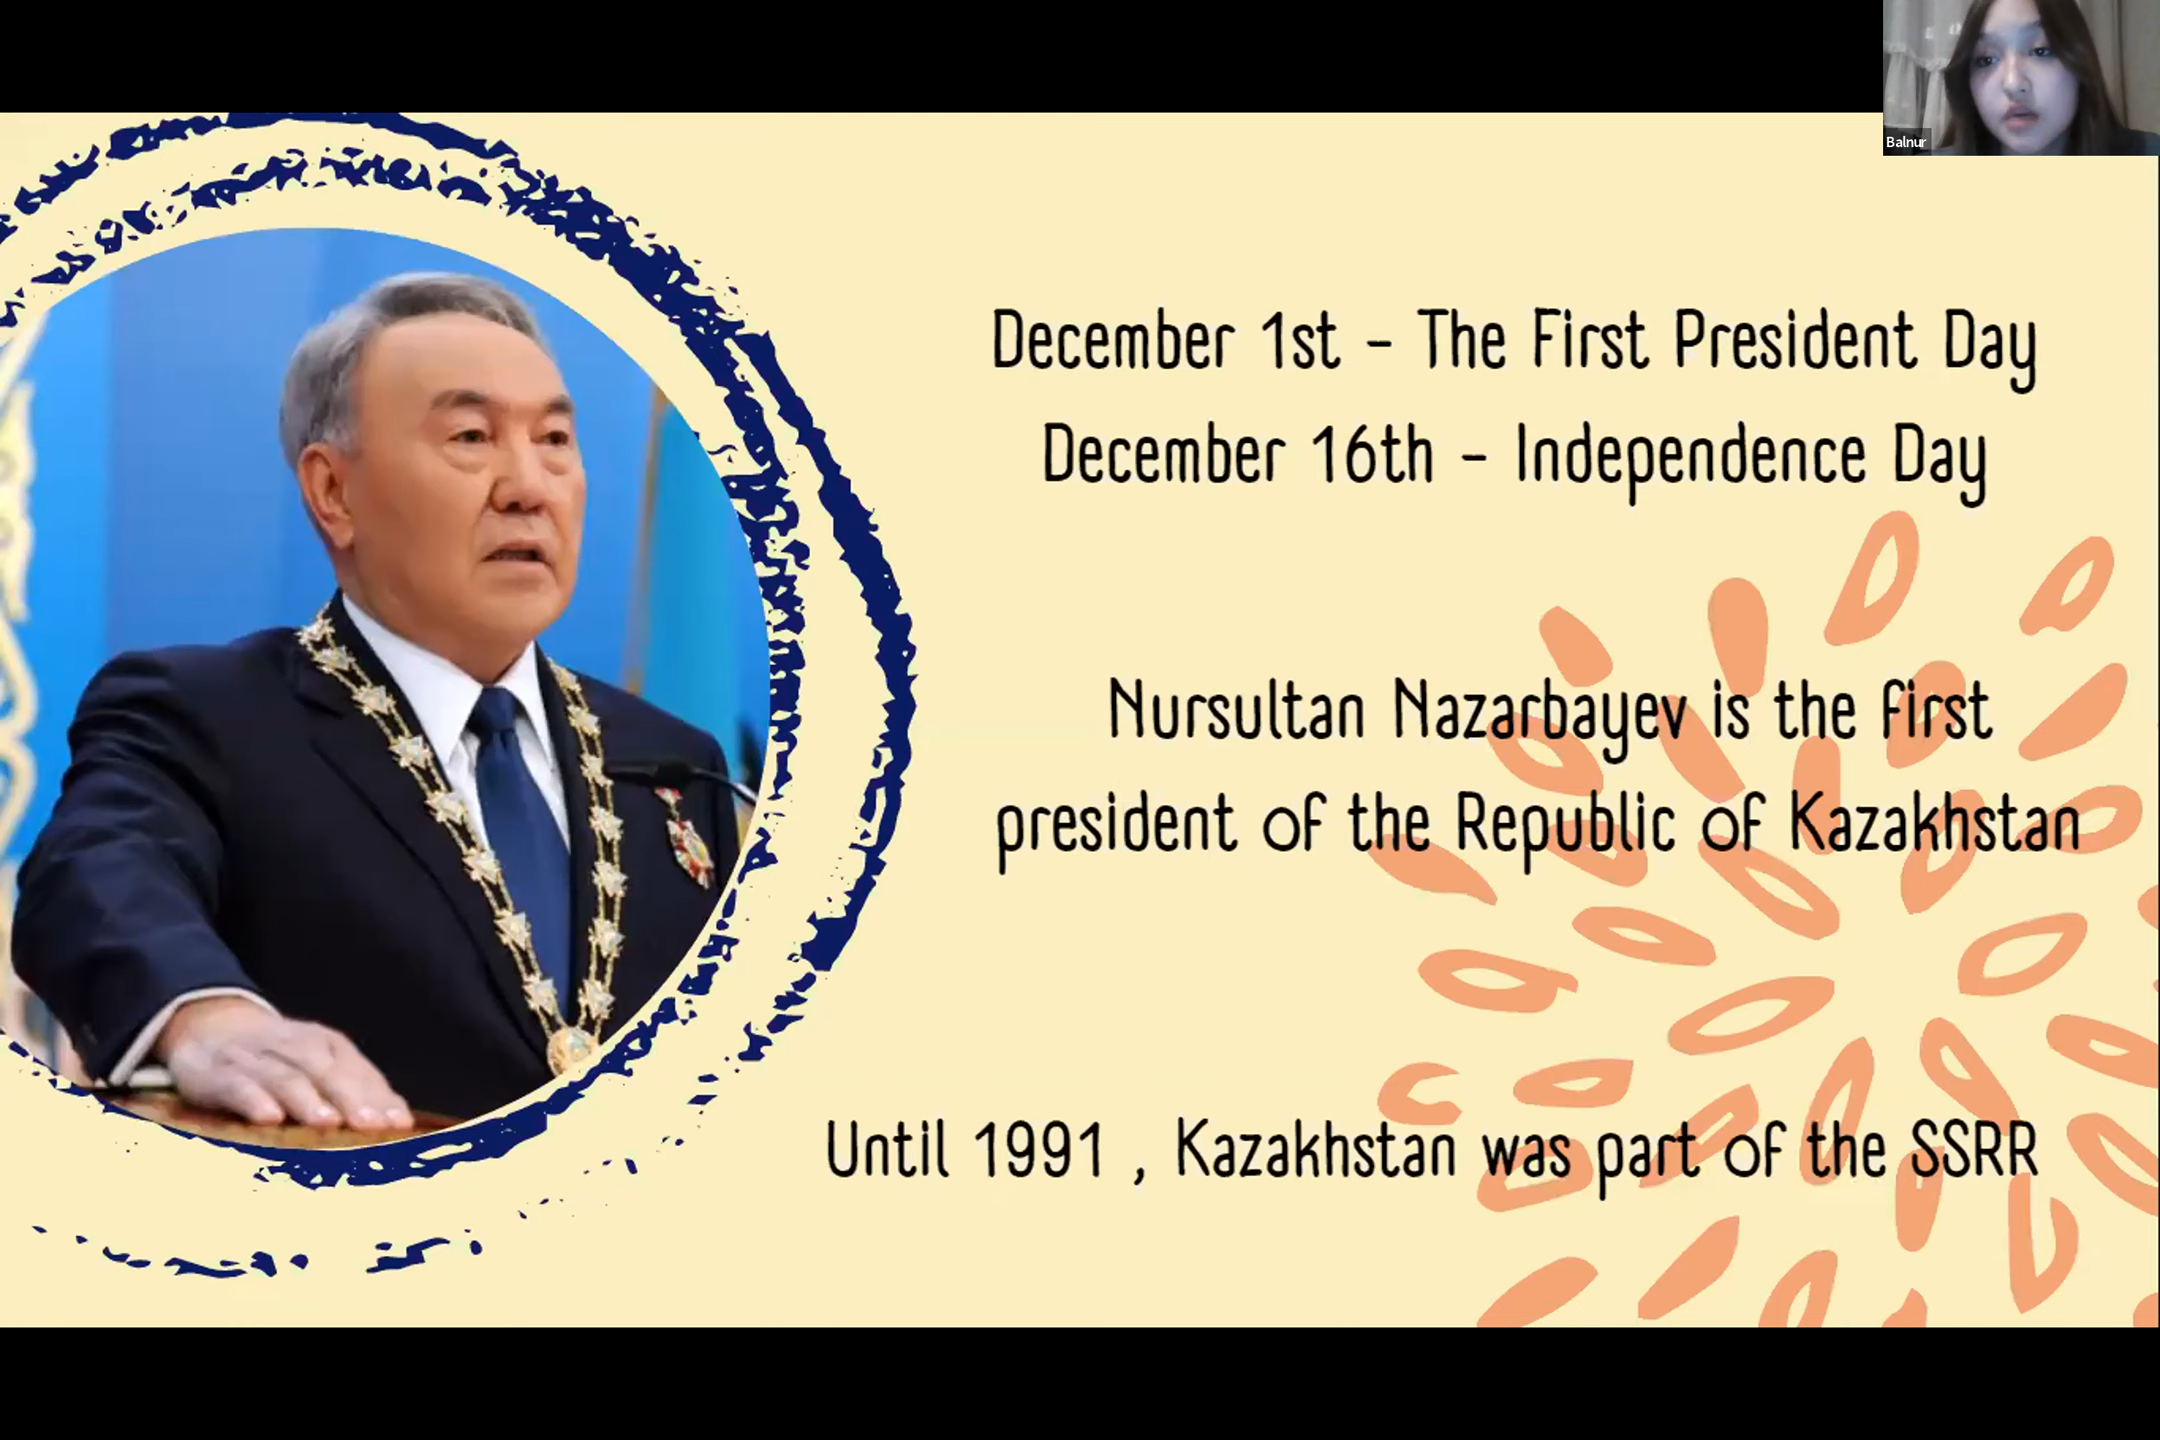 Balnur
December 1st - The First President Day
December 16th - Independence Day
Nursultan Nazarbayev is the first
president of the Republic of Kazakhstan
Until 1991 , Kazakhstan was part of the SSRR